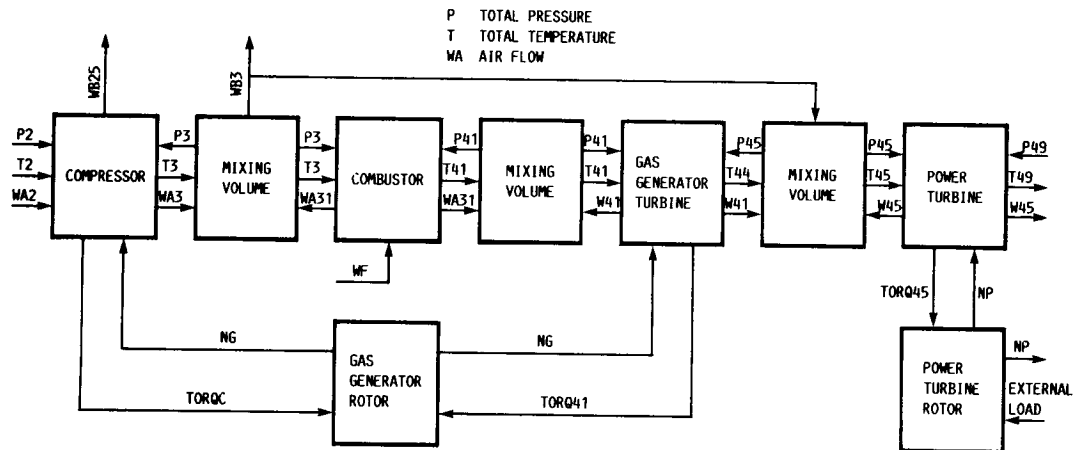 P TOTAL PRESSURE
T TOTAL TEMPERATURE
WA AIR FLOW
WB25
WB3
P2
T2
WA2
COMPRESSOR
P3
T3
WA3
MIXING
VOLUME
P3
T3
WA31
COMBUSTOR
P41
T41
WA31
MIXING
VOLUME
P41
T41
W41
GAS
GENERATOR
TURBINE
P45
T44
W41
MIXING
VOLUME
P45
T45
W45
POWER
TURBINE
P49
T49
W45
WF
TORQ45
NP
NG
GAS
GENERATOR
ROTOR
NG
TORQC
TORQ41
POWER
TURBINE
ROTOR
NP
EXTERNAL
LOAD